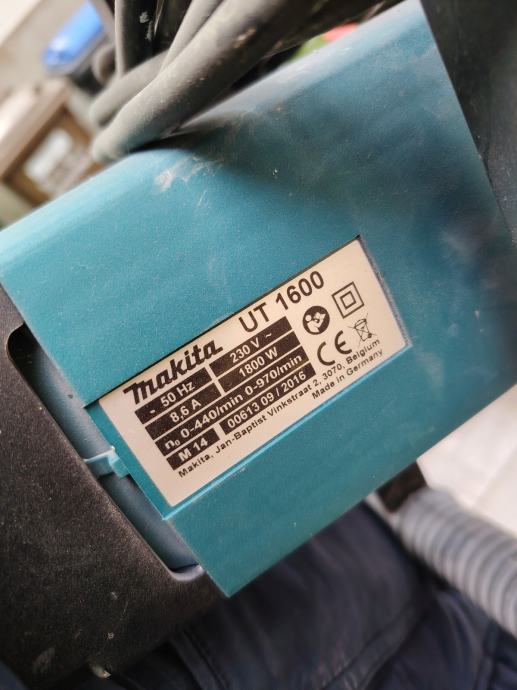 makita UT 1600
~ 50 Hz 230 V ~
8,6 A 1800 W
n₀ 0-440/min 0-970/min
M 14 00613 09 / 2016
CE
Makita, Jan-Baptist Vinkstraat 2, 3070, Belgium
Made in Germany